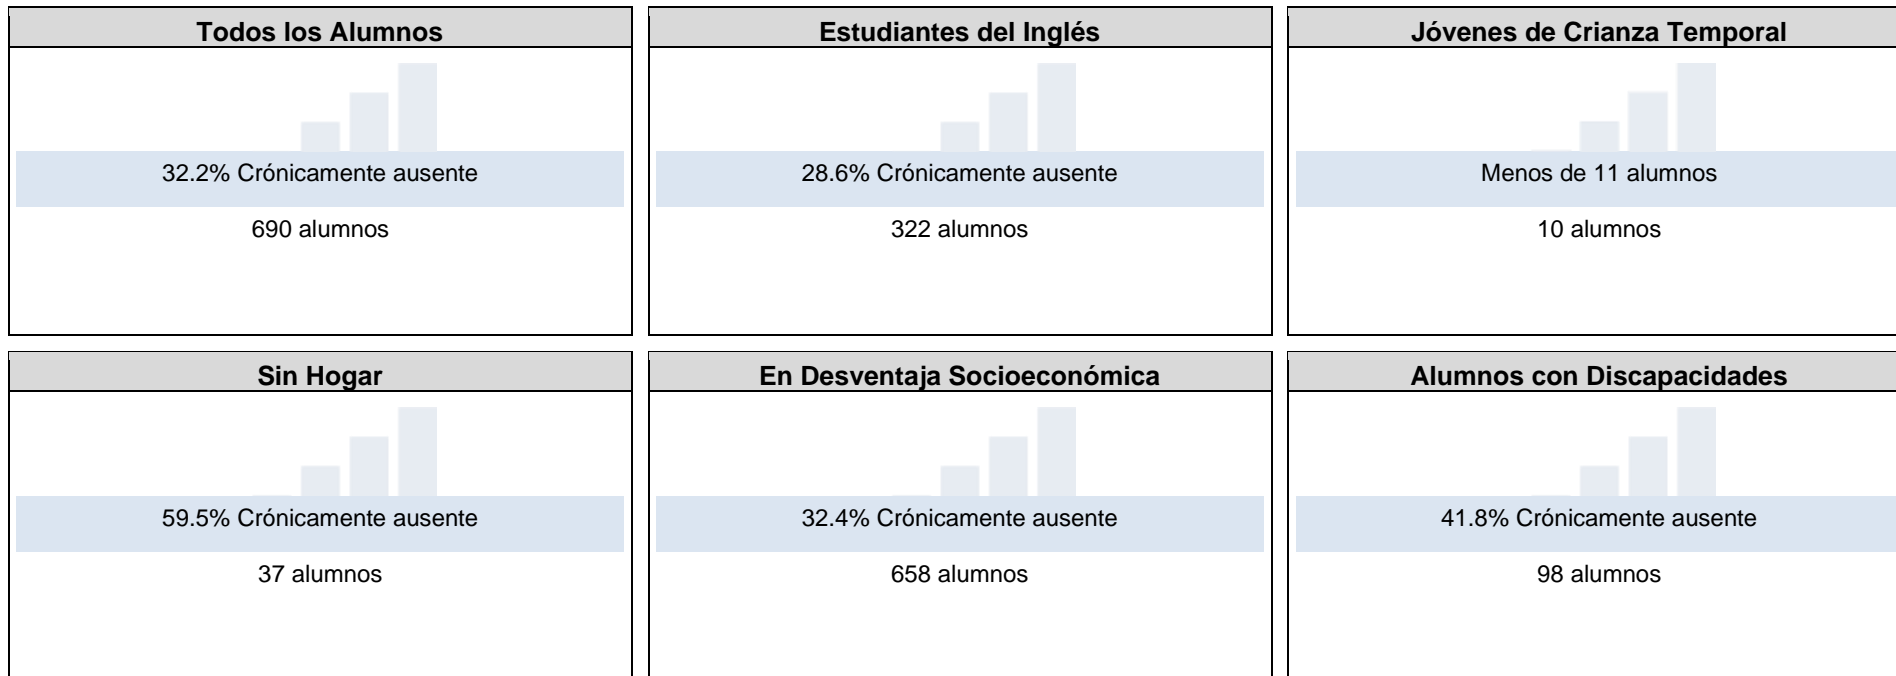 Todos los Alumnos
32.2% Crónicamente ausente
690 alumnos
Estudiantes del Inglés
28.6% Crónicamente ausente
322 alumnos
Jóvenes de Crianza Temporal
Menos de 11 alumnos
10 alumnos
Sin Hogar
59.5% Crónicamente ausente
37 alumnos
En Desventaja Socioeconómica
32.4% Crónicamente ausente
658 alumnos
Alumnos con Discapacidades
41.8% Crónicamente ausente
98 alumnos